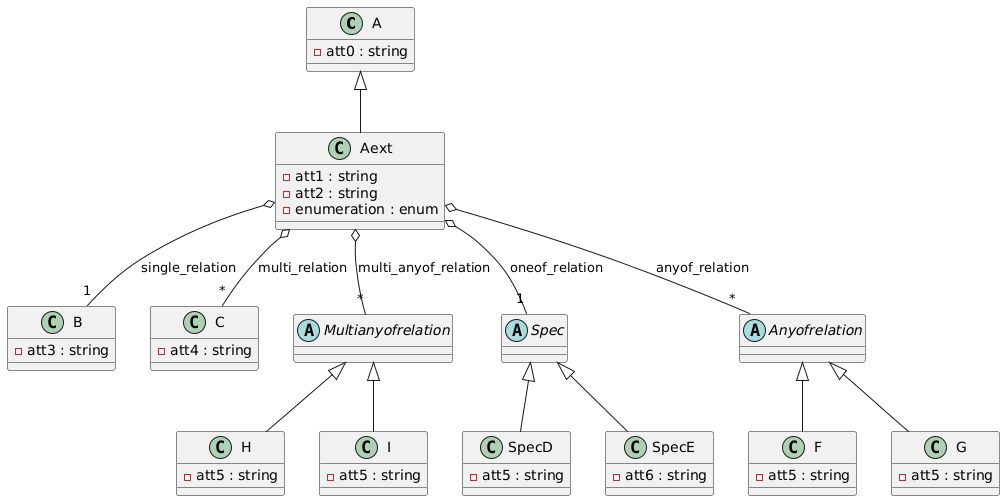 C A
att0 : string
C Aext
att1 : string
att2 : string
enumeration : enum
single_relation
multi_relation
multi_anyof_relation
oneof_relation
anyof_relation
1
*
*
1
*
C B
att3 : string
C C
att4 : string
A Multianyofrelation
A Spec
A Anyofrelation
C H
att5 : string
C I
att5 : string
C SpecD
att5 : string
C SpecE
att6 : string
C F
att5 : string
C G
att5 : string